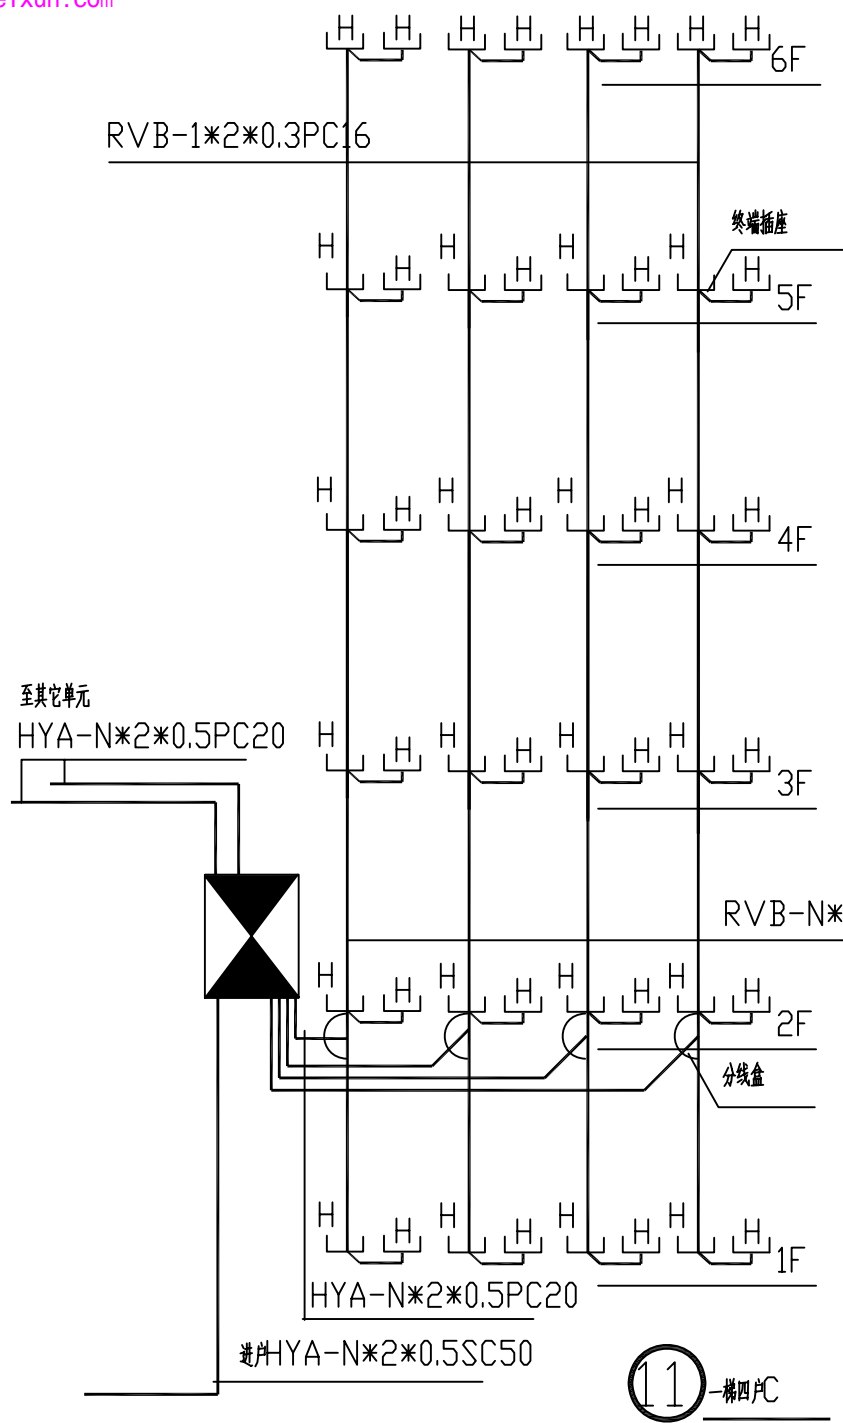 eixun.com
H H H H H H H H
6F
RVB-1*2*0.3PC16
终端插座
H H H H
H H H H
5F
H H H H
H H H H
4F
至其它单元
HYA-N*2*0.5PC20
H H H H
H H H H
3F
RVB-N*
H H H H
H H H H
2F
分线盒
H H H H
H H H H
1F
HYA-N*2*0.5PC20
进户HYA-N*2*0.5SC50
11 一梯四户C